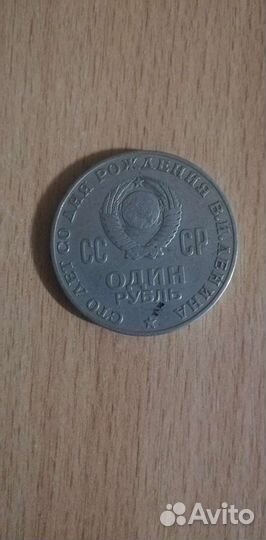 СТО ЛЕТ СО ДНЯ РОЖДЕНИЯ В.И.ЛЕНИНА
СС СР
ОДИН
РУБЛЬ
Avito